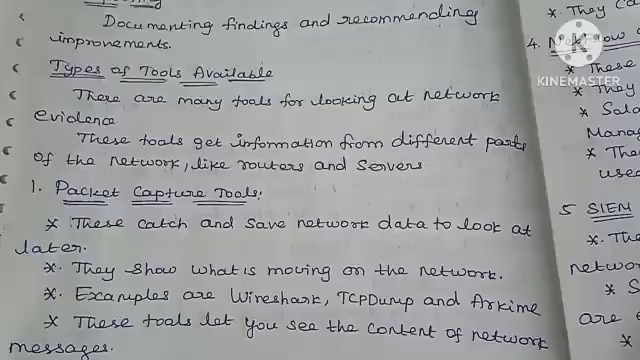 Documenting findings and recommending
improvements.
Types of Tools Available
There are many tools for looking at network
evidence
These tools get information from different parts
of the network, like routers and servers
1. Packet Capture Tools:
* These catch and save network data to look at
later.
* They show what is moving on the network.
* Examples are Wireshark, TCPDump and Arkime
* These tools let you see the content of network
messages.
* They
4.
* These
* They
Manag
* The
used
5 SIEM
* The
networ
* S
are
*
KINEMASTER